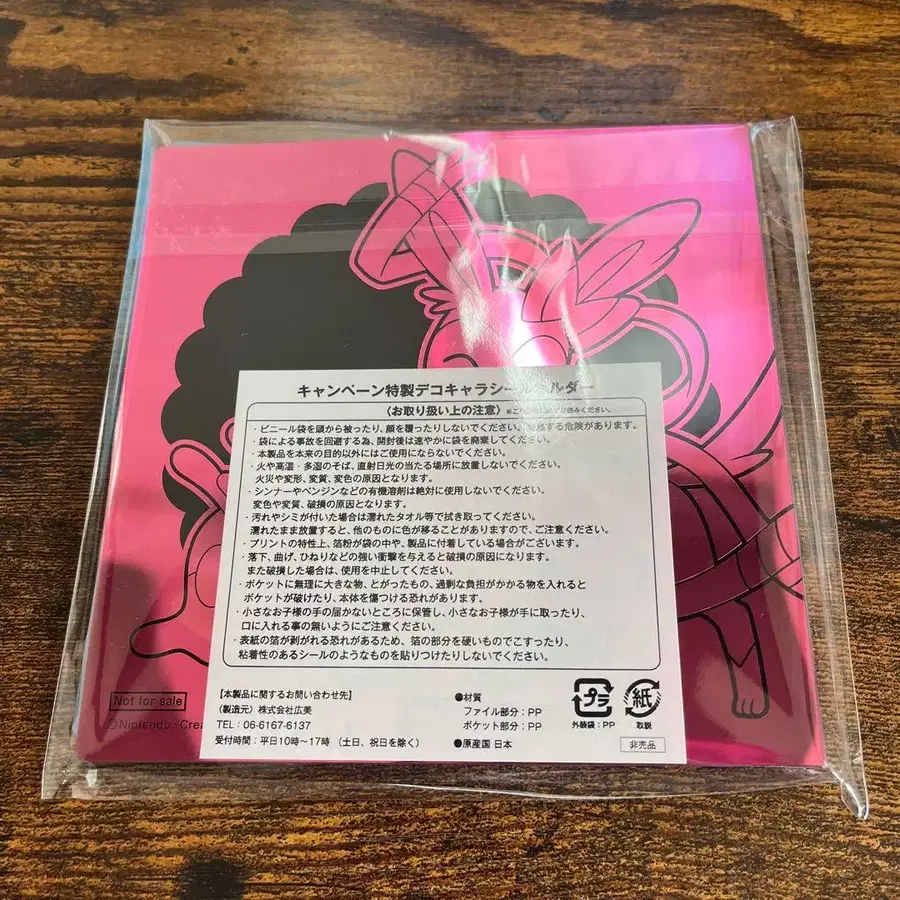 キャンペーン特製デコキャラシールホルダー
〈お取り扱い上の注意〉
・ビニール袋を頭から被ったり、顔を覆ったりしないでください。窒息する危険があります。
・袋による事故を回避する為、開封後は速やかに袋を廃棄してください。
・本製品を本来の目的以外にはご使用にならないでください。
・火や高温・多湿のそば、直射日光の当たる場所に放置しないでください。
火災や変形、変質、変色の原因となります。
・シンナーやベンジンなどの有機溶剤は絶対に使用しないでください。
変色や変質、破損の原因となります。
・汚れやシミが付いた場合は濡れたタオル等で拭き取ってください。
濡れたまま放置すると、他のものに色が移ることがありますので、ご注意ください。
・プリントの特性上、箔粉が袋の中や、製品に付着している場合がございます。
・落下、曲げ、ひねりなどの強い衝撃を与えると破損の原因になります。
また破損した場合は、使用を中止してください。
・ポケットに無理に大きな物、とがったもの、過剰な負担がかかる物を入れると
ポケットが破けたり、本体を傷つける恐れがあります。
・小さなお子様の手の届かないところに保管し、小さなお子様が手に取ったり、
口に入れる事の無いようにご注意ください。
・表紙の箔が剥がれる恐れがあるため、箔の部分を硬いものでこすったり、
粘着性のあるシールのようなものを貼りつけたりしないでください。
【本製品に関するお問い合わせ先】
(製造元) 株式会社広美
TEL : 06-6167-6137
受付時間：平日10時〜17時 (土日、祝日を除く)
●材質
ファイル部分：PP
ポケット部分：PP
●原産国 日本
プラ
外装袋：PP
紙
取説
非売品
Not for sale
©Nintendo・Crea